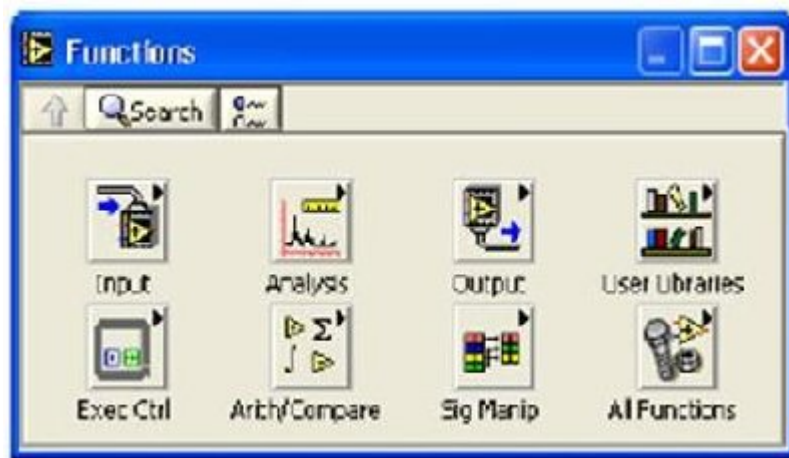 Functions
Search
Input Analysis Output User Libraries
Exec Ctrl Arith/Compare Sig Manip All Functions